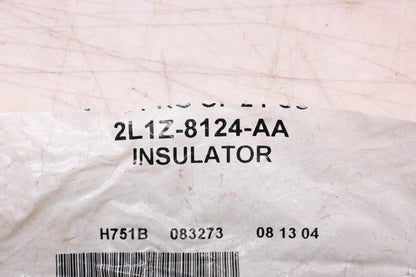 2L1Z-8124-AA
INSULATOR
H751B 083273 08 13 04